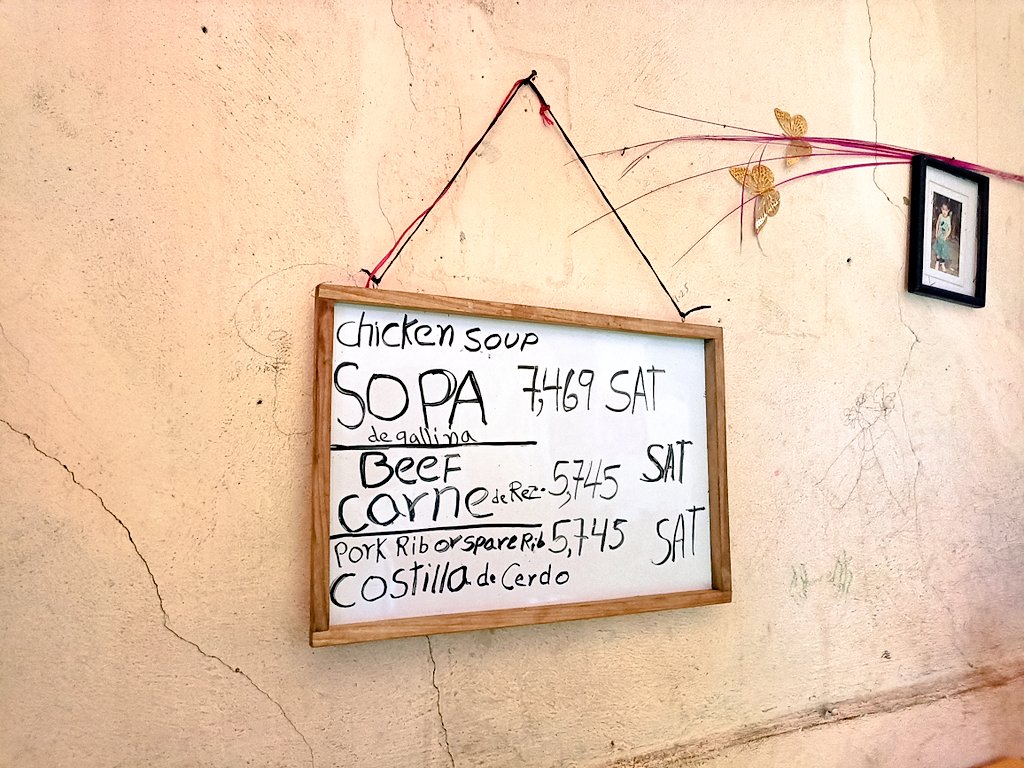 chicken soup
SOPA 7,469 SAT
de gallina
Beef
carne de Rez. 5,745 SAT
Pork Rib or spare Rib 5,745 SAT
costilla de Cerdo